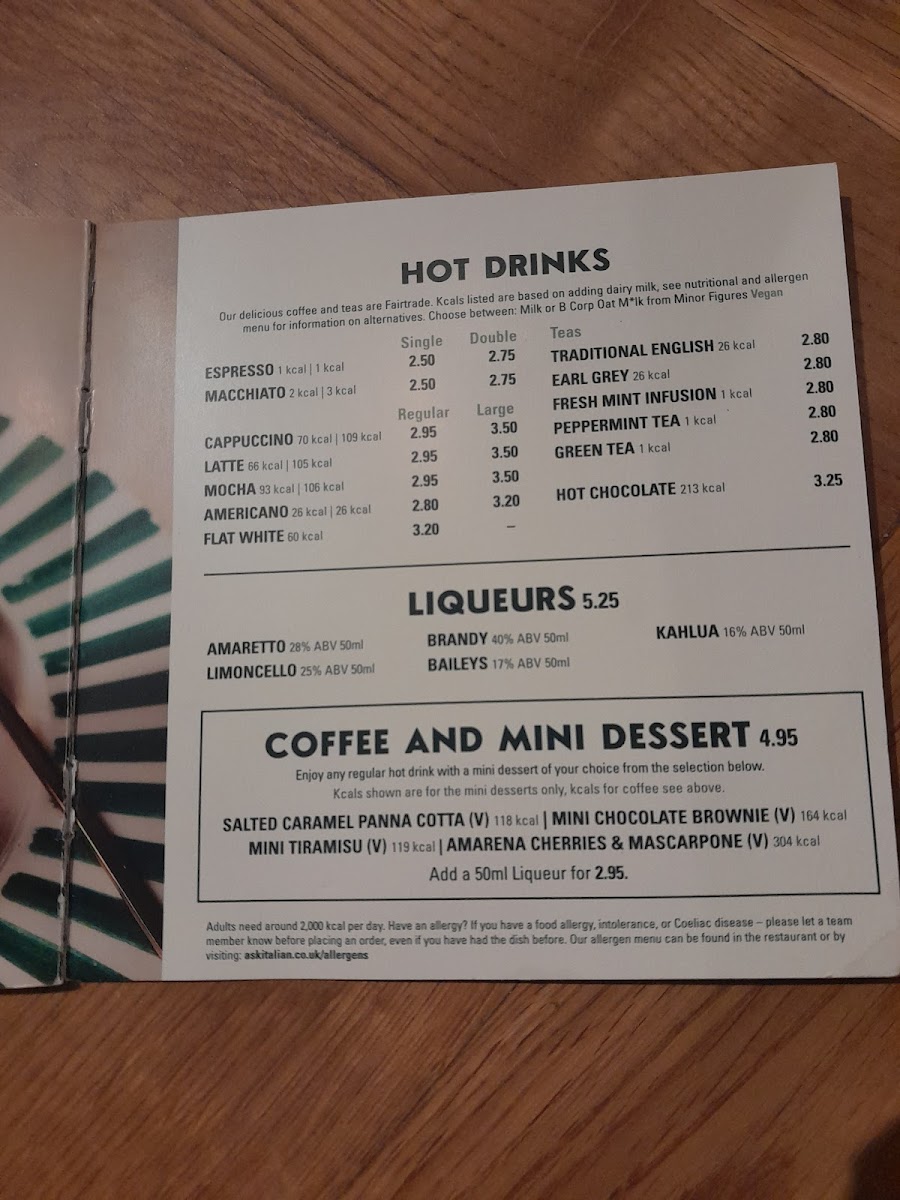 HOT DRINKS
Our delicious coffee and teas are Fairtrade. Kcals listed are based on adding dairy milk, see nutritional and allergen
menu for information on alternatives. Choose between: Milk or B Corp Oat M*lk from Minor Figures Vegan
Single Double
ESPRESSO 1 kcal | 1 kcal 2.50 2.75
MACCHIATO 2 kcal | 3 kcal 2.50 2.75
Regular Large
CAPPUCCINO 70 kcal | 109 kcal 2.95 3.50
LATTE 66 kcal | 105 kcal 2.95 3.50
MOCHA 93 kcal | 106 kcal 2.95 3.50
AMERICANO 26 kcal | 26 kcal 2.80 3.20
FLAT WHITE 60 kcal 3.20 –
Teas
TRADITIONAL ENGLISH 26 kcal 2.80
EARL GREY 26 kcal 2.80
FRESH MINT INFUSION 1 kcal 2.80
PEPPERMINT TEA 1 kcal 2.80
GREEN TEA 1 kcal 2.80
HOT CHOCOLATE 213 kcal 3.25
LIQUEURS 5.25
AMARETTO 28% ABV 50ml BRANDY 40% ABV 50ml KAHLUA 16% ABV 50ml
LIMONCELLO 25% ABV 50ml BAILEYS 17% ABV 50ml
COFFEE AND MINI DESSERT 4.95
Enjoy any regular hot drink with a mini dessert of your choice from the selection below.
Kcals shown are for the mini desserts only, kcals for coffee see above.
SALTED CARAMEL PANNA COTTA (V) 118 kcal | MINI CHOCOLATE BROWNIE (V) 164 kcal
MINI TIRAMISU (V) 119 kcal | AMARENA CHERRIES & MASCARPONE (V) 304 kcal
Add a 50ml Liqueur for 2.95.
Adults need around 2,000 kcal per day. Have an allergy? If you have a food allergy, intolerance, or Coeliac disease – please let a team
member know before placing an order, even if you have had the dish before. Our allergen menu can be found in the restaurant or by
visiting: askitalian.co.uk/allergens